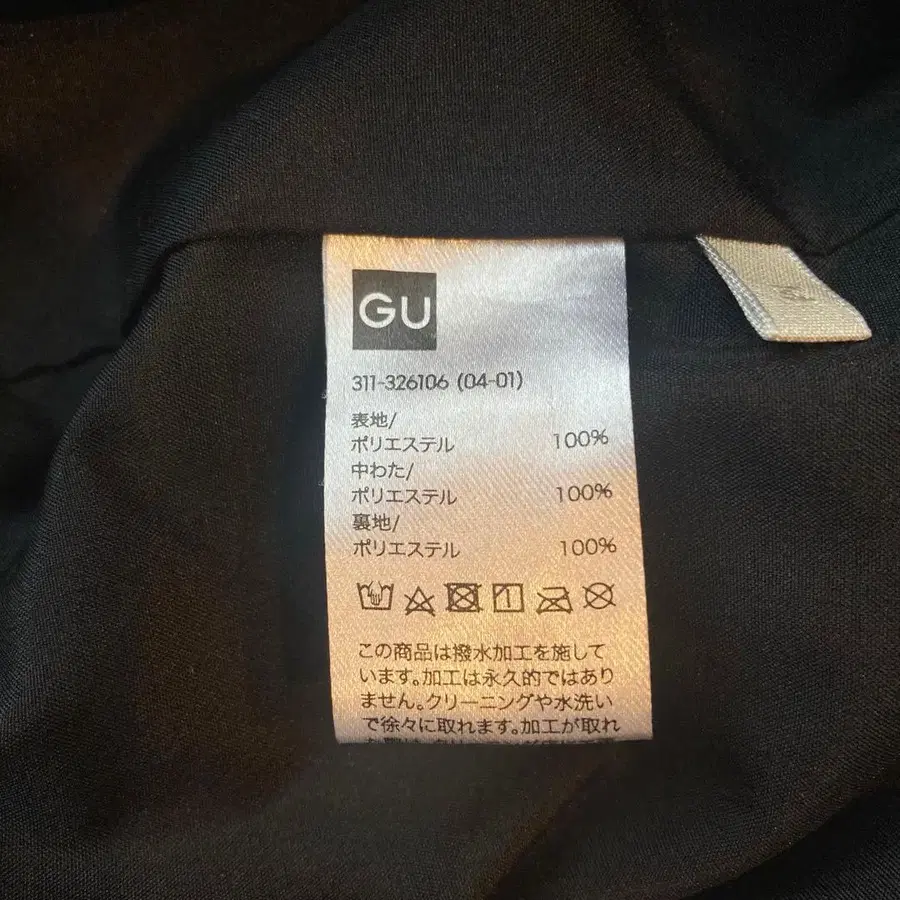 GU
311-326106 (04-01)
表地/
ポリエステル 100%
中わた/
ポリエステル 100%
裏地/
ポリエステル 100%
この商品は撥水加工を施して
います。加工は永久的ではあり
ません。クリーニングや水洗い
で徐々に取れます。加工が取れ